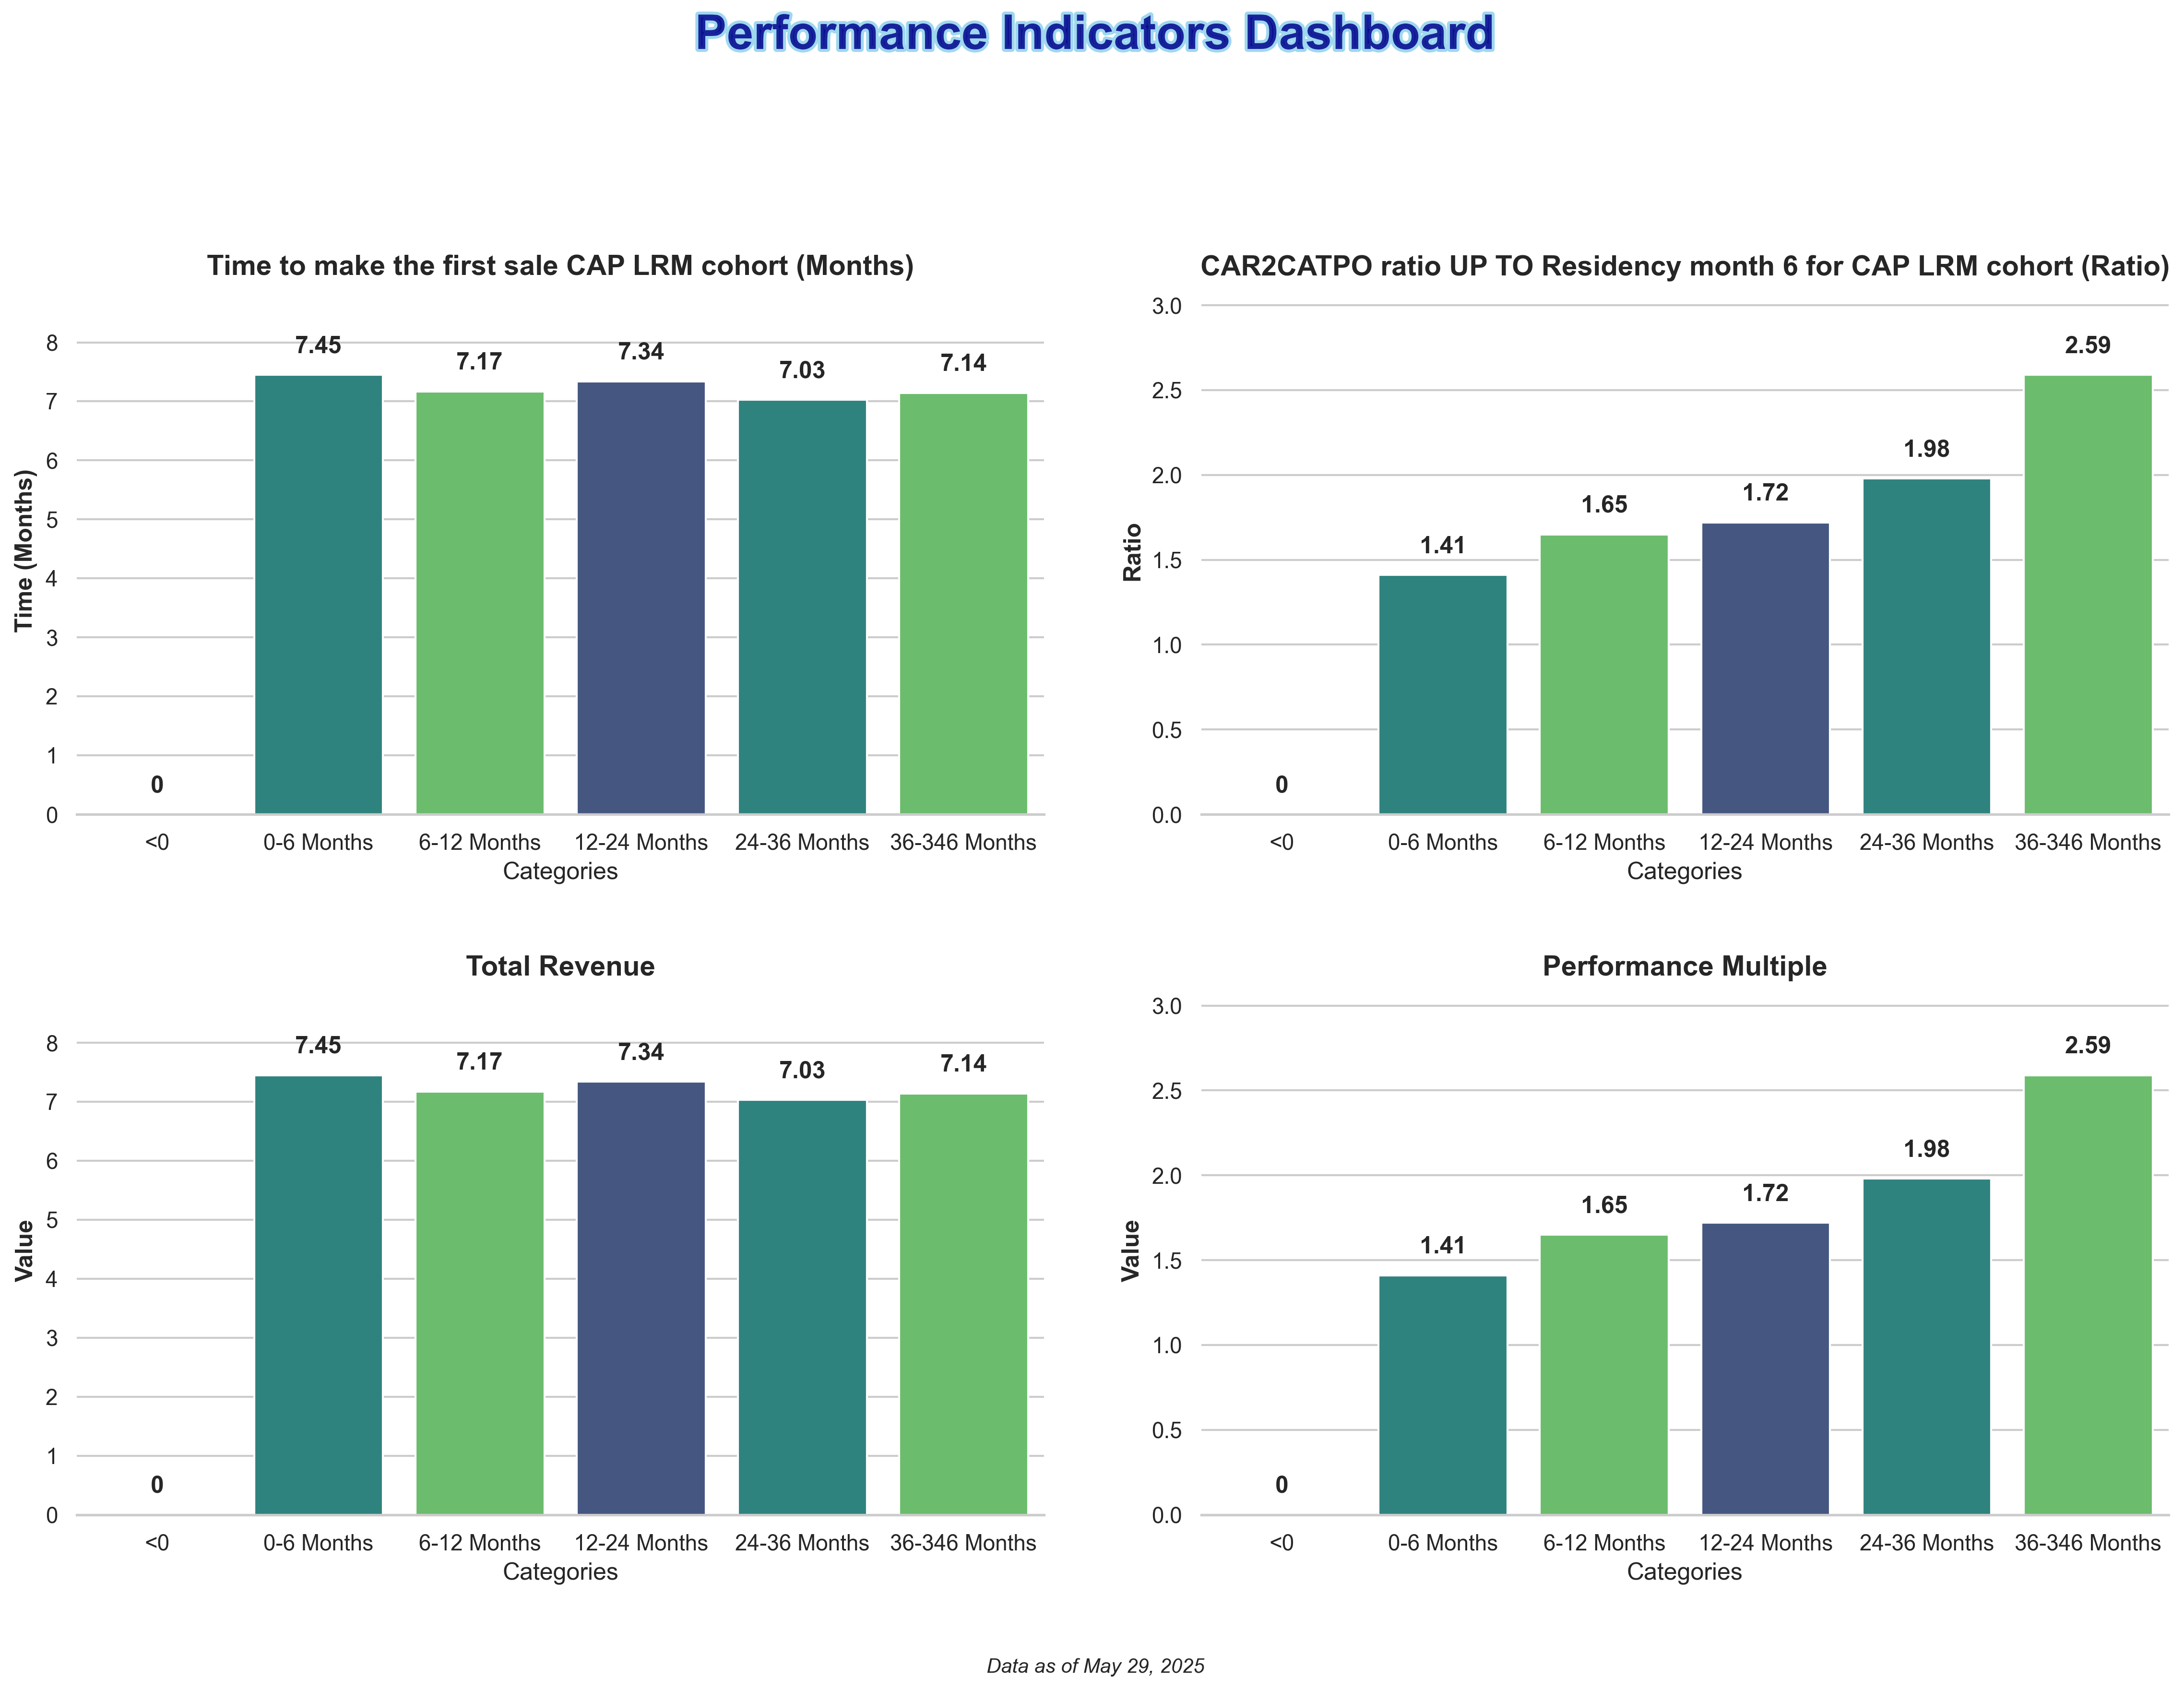 Performance Indicators Dashboard
Time to make the first sale CAP LRM cohort (Months)
Time (Months)
8
7
6
5
4
3
2
1
0
0
7.45
7.17
7.34
7.03
7.14
<0
0-6 Months
6-12 Months
12-24 Months
24-36 Months
36-346 Months
Categories
CAR2CATPO ratio UP TO Residency month 6 for CAP LRM cohort (Ratio)
Ratio
3.0
2.5
2.0
1.5
1.0
0.5
0.0
0
1.41
1.65
1.72
1.98
2.59
<0
0-6 Months
6-12 Months
12-24 Months
24-36 Months
36-346 Months
Categories
Total Revenue
Value
8
7
6
5
4
3
2
1
0
0
7.45
7.17
7.34
7.03
7.14
<0
0-6 Months
6-12 Months
12-24 Months
24-36 Months
36-346 Months
Categories
Performance Multiple
Value
3.0
2.5
2.0
1.5
1.0
0.5
0.0
0
1.41
1.65
1.72
1.98
2.59
<0
0-6 Months
6-12 Months
12-24 Months
24-36 Months
36-346 Months
Categories
Data as of May 29, 2025